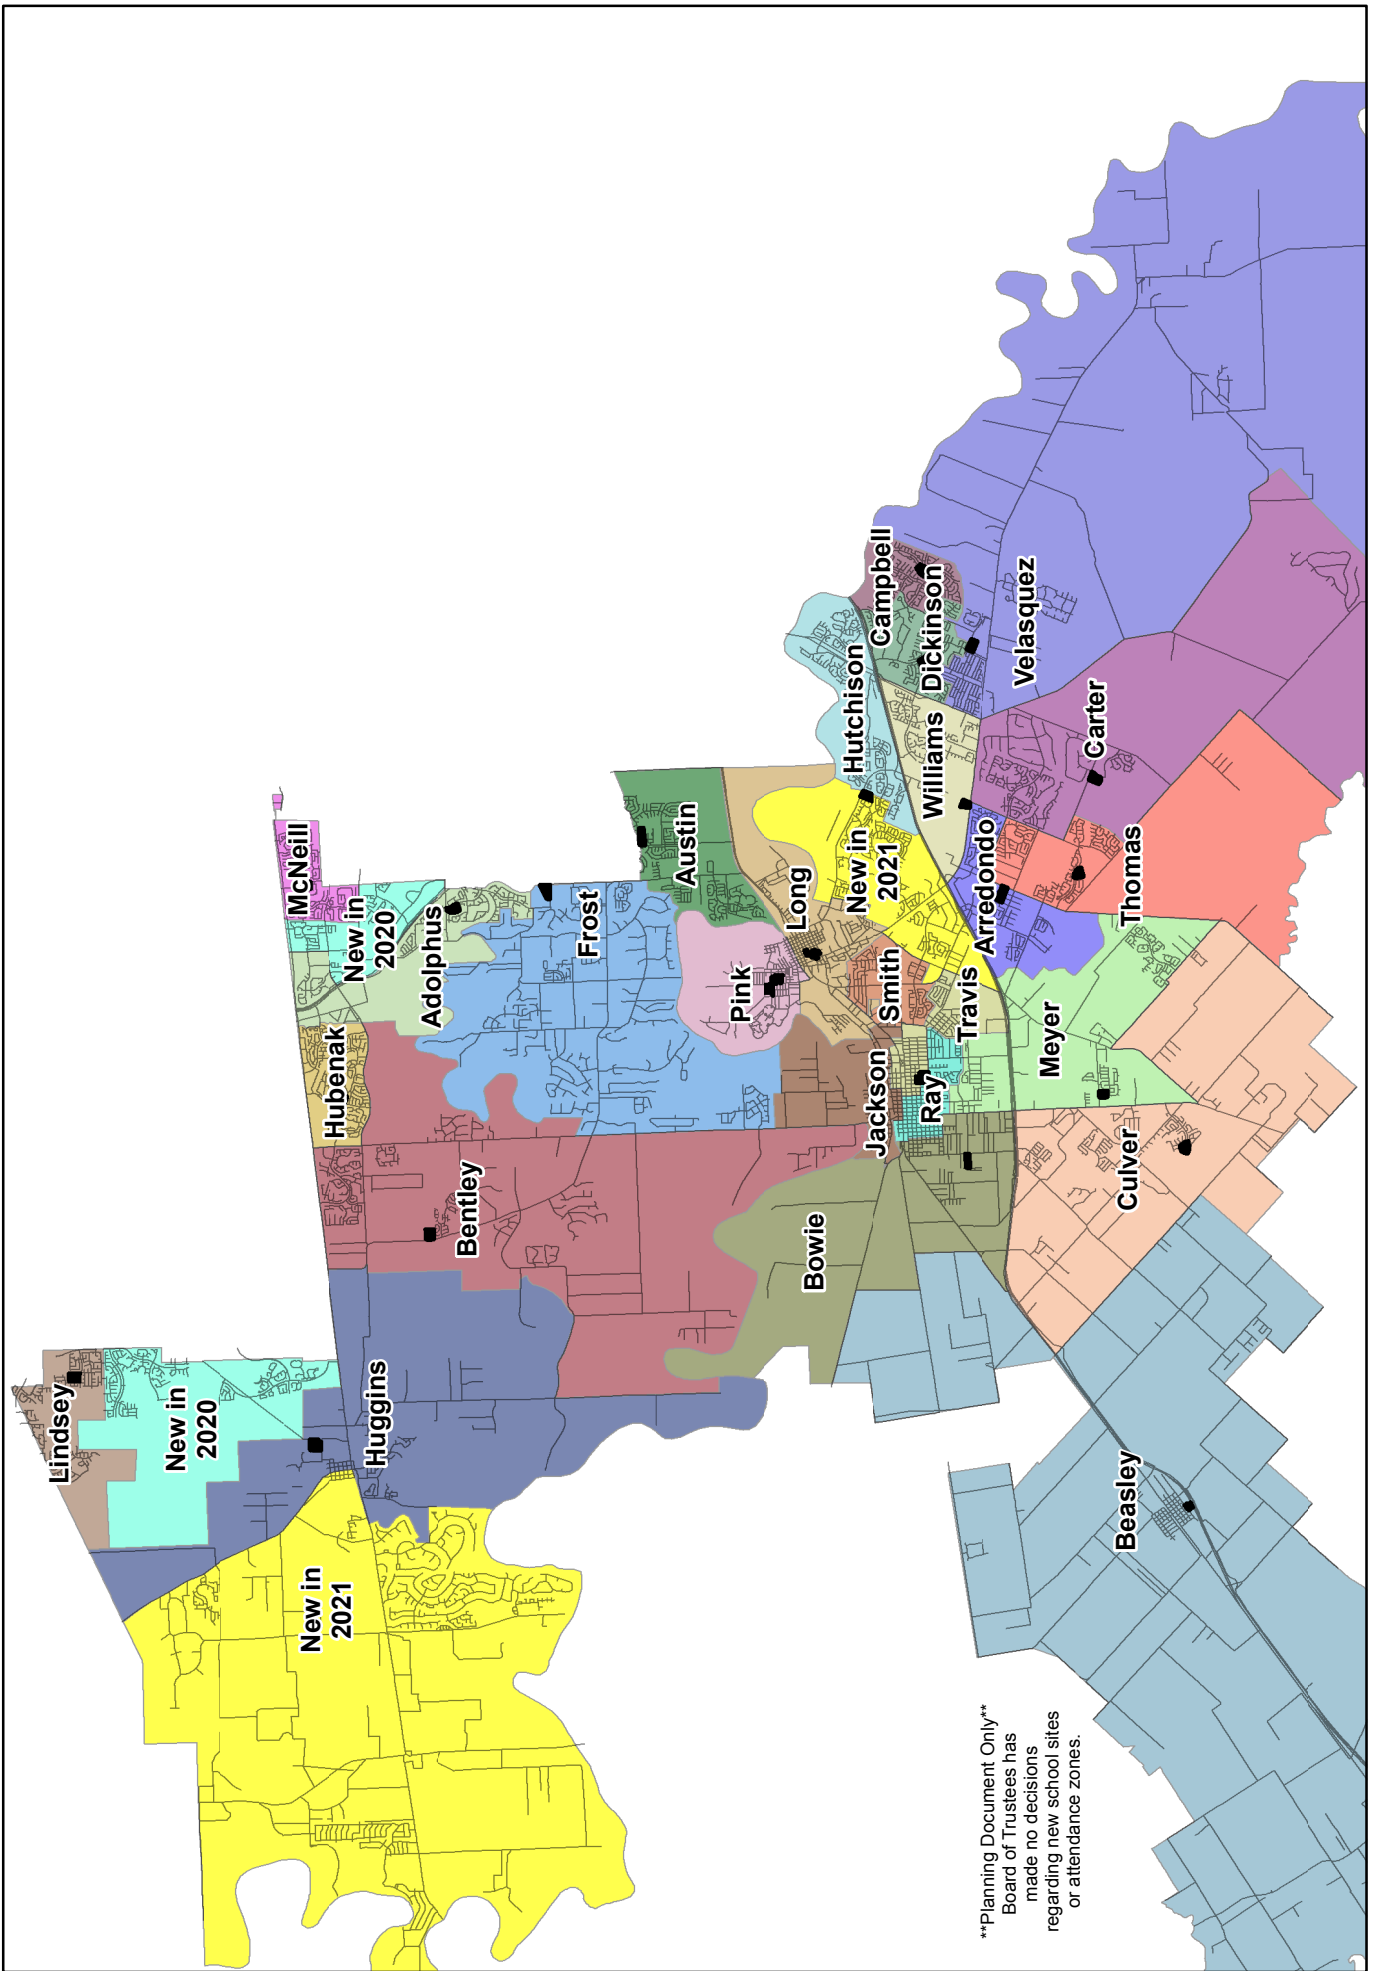 Lindsey
New in
2020
Huggins
New in
2021
McNeill
New in
2020
Adolphus
Hubenak
Bentley
Frost
Austin
Pink
Long
New in
2021
Hutchison
Campbell
Dickinson
Williams
Velasquez
Carter
Arredondo
Thomas
Smith
Travis
Jackson
Ray
Meyer
Bowie
Culver
Beasley
**Planning Document Only**
Board of Trustees has
made no decisions
regarding new school sites
or attendance zones.